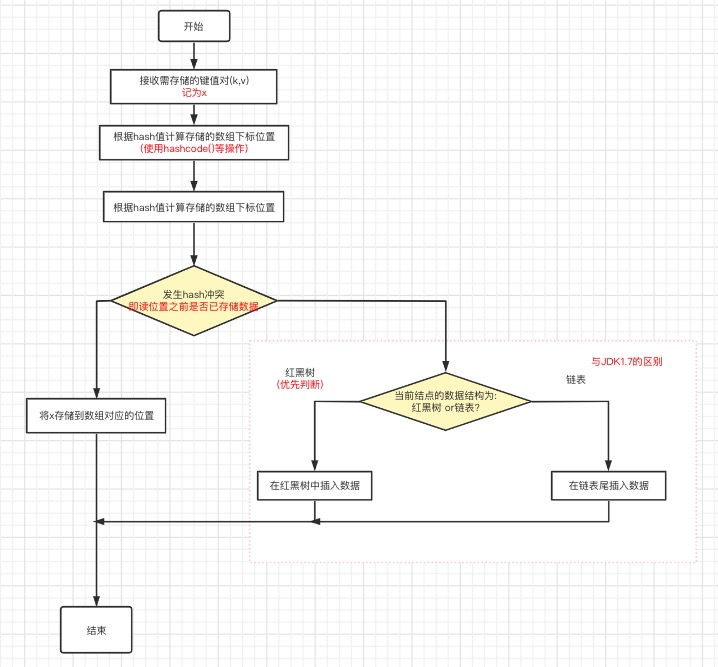 开始
接收需存储的键值对(k,v)
记为x
根据hash值计算存储的数组下标位置
(使用hashcode()等操作)
根据hash值计算存储的数组下标位置
发生hash冲突
即读位置之前是否已存储数据
与JDK1.7的区别
红黑树
(优先判断)
链表
当前结点的数据结构为:
红黑树 or链表?
将x存储到数组对应的位置
在红黑树中插入数据
在链表尾插入数据
结束